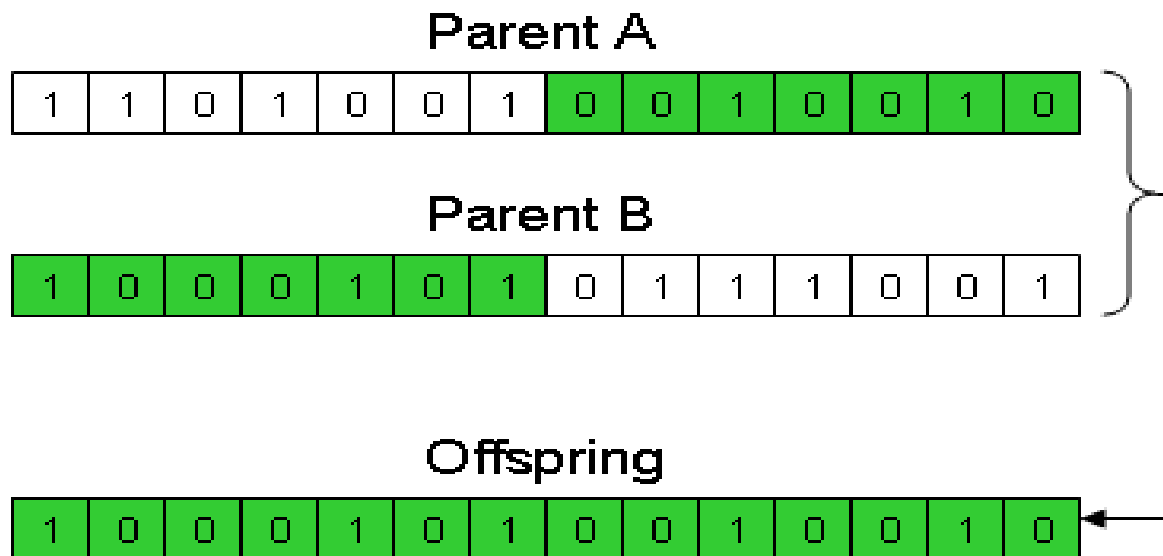 Parent A
1 1 0 1 0 0 1 0 0 1 0 0 1 0
Parent B
1 0 0 0 1 0 1 0 1 1 1 0 0 1
Offspring
1 0 0 0 1 0 1 0 0 1 0 0 1 0